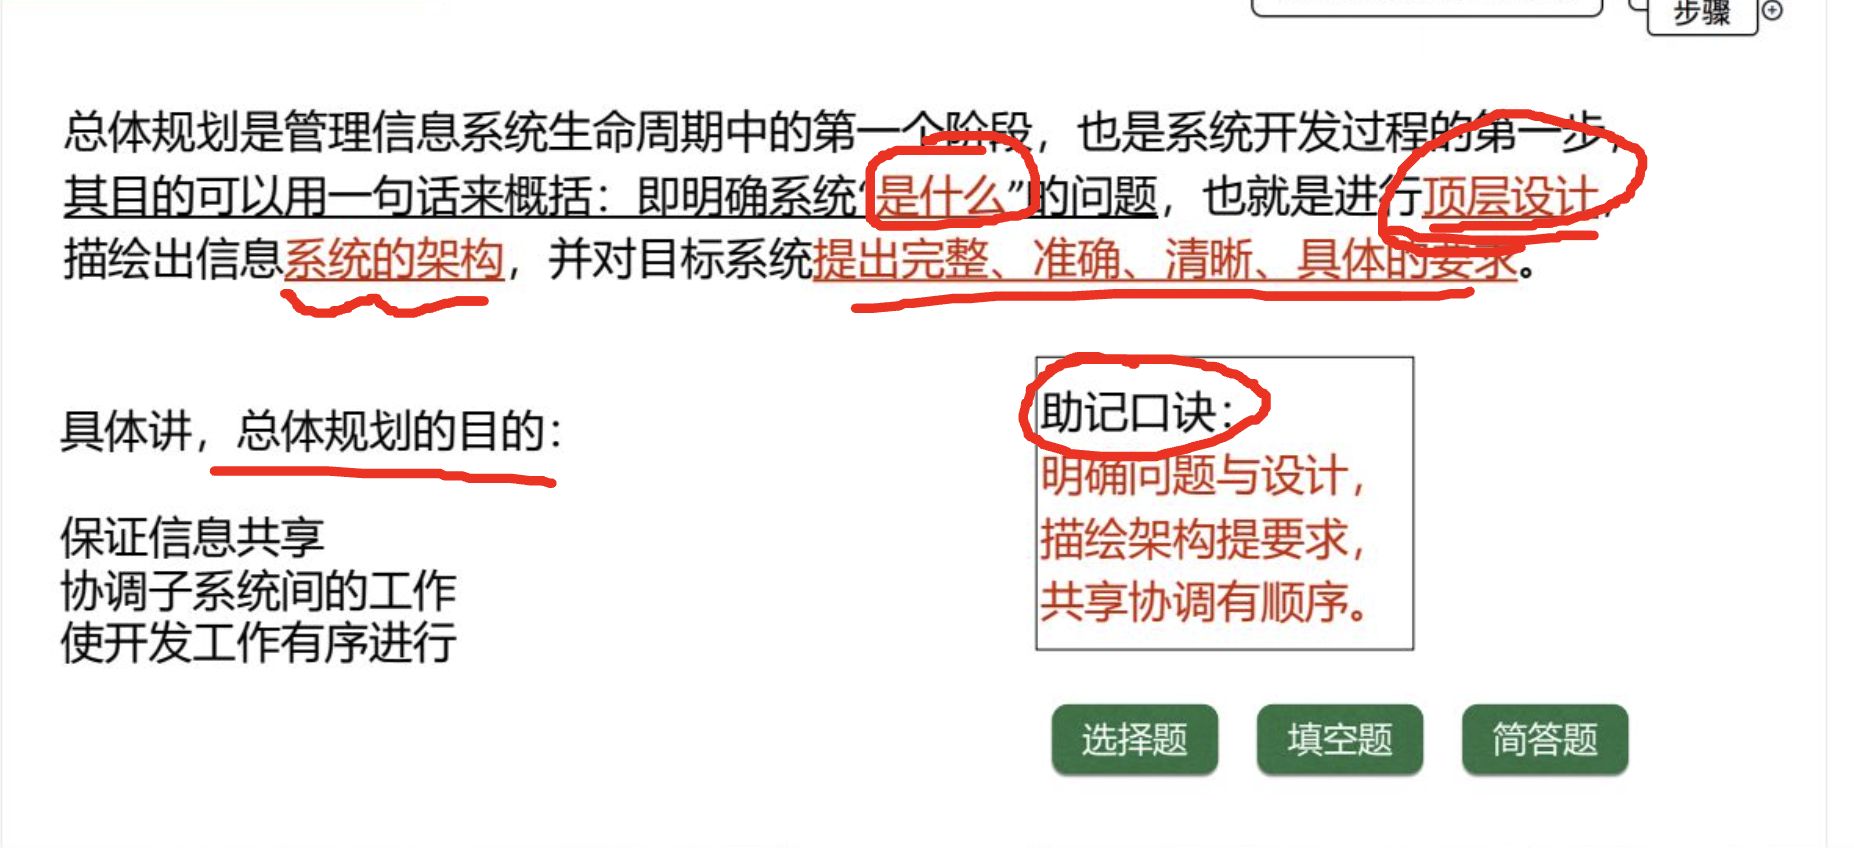 步骤
总体规划是管理信息系统生命周期中的第一个阶段，也是系统开发过程的第一步，
其目的可以用一句话来概括：即明确系统“是什么”的问题，也就是进行顶层设计，
描绘出信息系统的架构，并对目标系统提出完整、准确、清晰、具体的要求。
具体讲，总体规划的目的：
保证信息共享
协调子系统间的工作
使开发工作有序进行
助记口诀：
明确问题与设计，
描绘架构提要求，
共享协调有顺序。
选择题
填空题
简答题